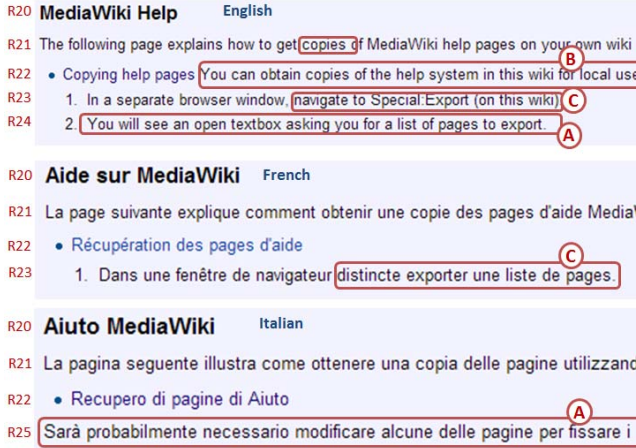 R20 MediaWiki Help English
R21 The following page explains how to get copies of MediaWiki help pages on your own wiki
B
R22 • Copying help pages You can obtain copies of the help system in this wiki for local use
R23 1. In a separate browser window, navigate to Special:Export (on this wiki) C
R24 2. You will see an open textbox asking you for a list of pages to export.
A
R20 Aide sur MediaWiki French
R21 La page suivante explique comment obtenir une copie des pages d'aide Media
R22 • Récupération des pages d'aide
C
R23 1. Dans une fenêtre de navigateur distincte exporter une liste de pages.
R20 Aiuto MediaWiki Italian
R21 La pagina seguente illustra come ottenere una copia delle pagine utilizzand
R22 • Recupero di pagine di Aiuto
A
R25 Sarà probabilmente necessario modificare alcune delle pagine per fissare i